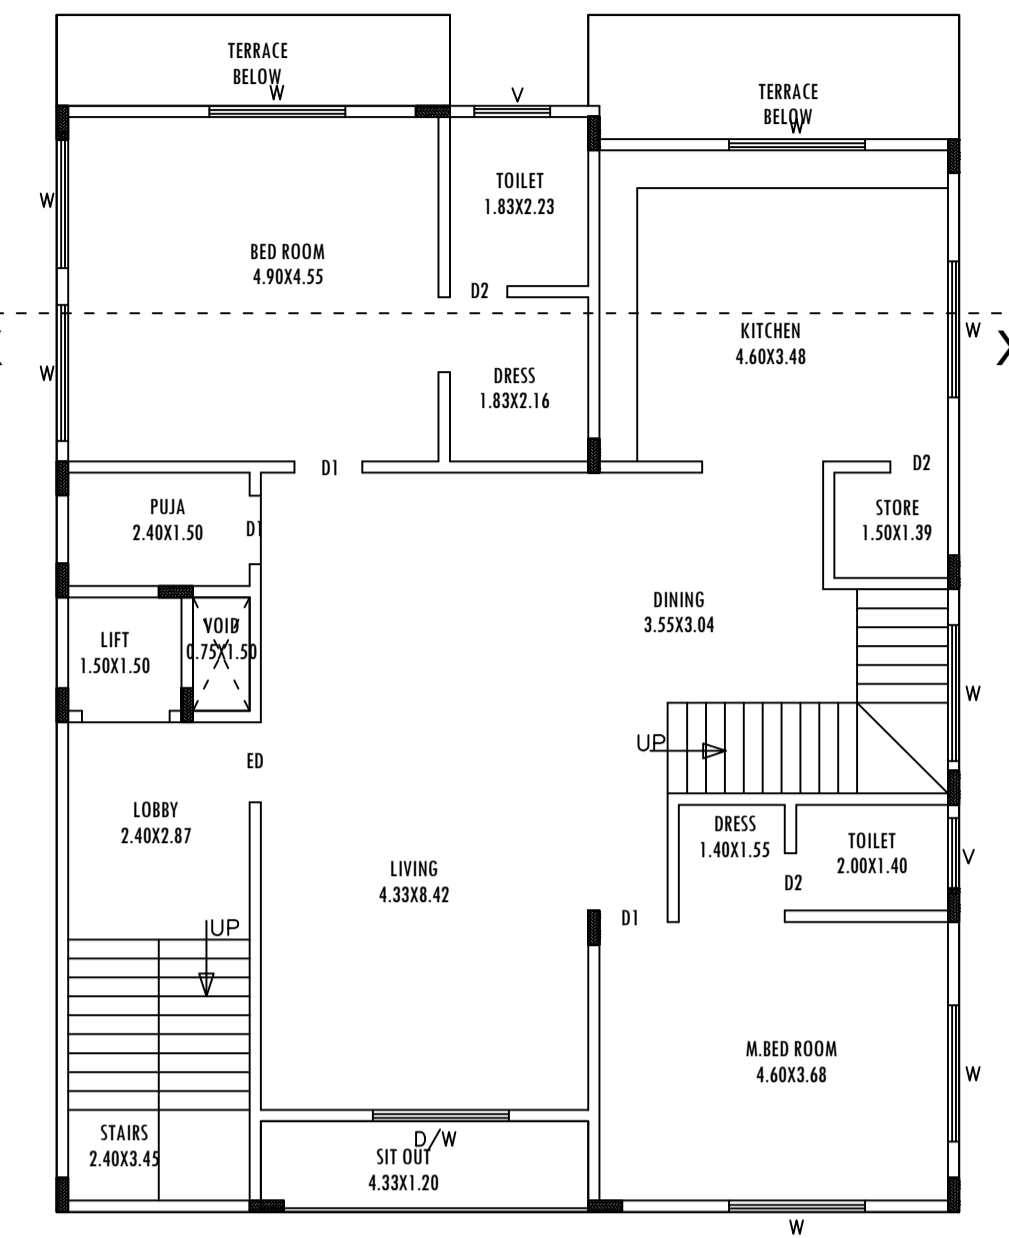 TERRACE
BELOW
W
V
TERRACE
BELOW
W
W
TOILET
1.83X2.23
BED ROOM
4.90X4.55
D2
KITCHEN
4.60X3.48
W
X
W
DRESS
1.83X2.16
D1
D2
PUJA
2.40X1.50
D1
STORE
1.50X1.39
DINING
3.55X3.04
LIFT
1.50X1.50
VOID
0.75X1.50
W
UP
ED
LOBBY
2.40X2.87
DRESS
1.40X1.55
TOILET
2.00X1.40
V
LIVING
4.33X8.42
D2
D1
UP
M.BED ROOM
4.60X3.68
W
STAIRS
2.40X3.45
D/W
SIT OUT
4.33X1.20
W